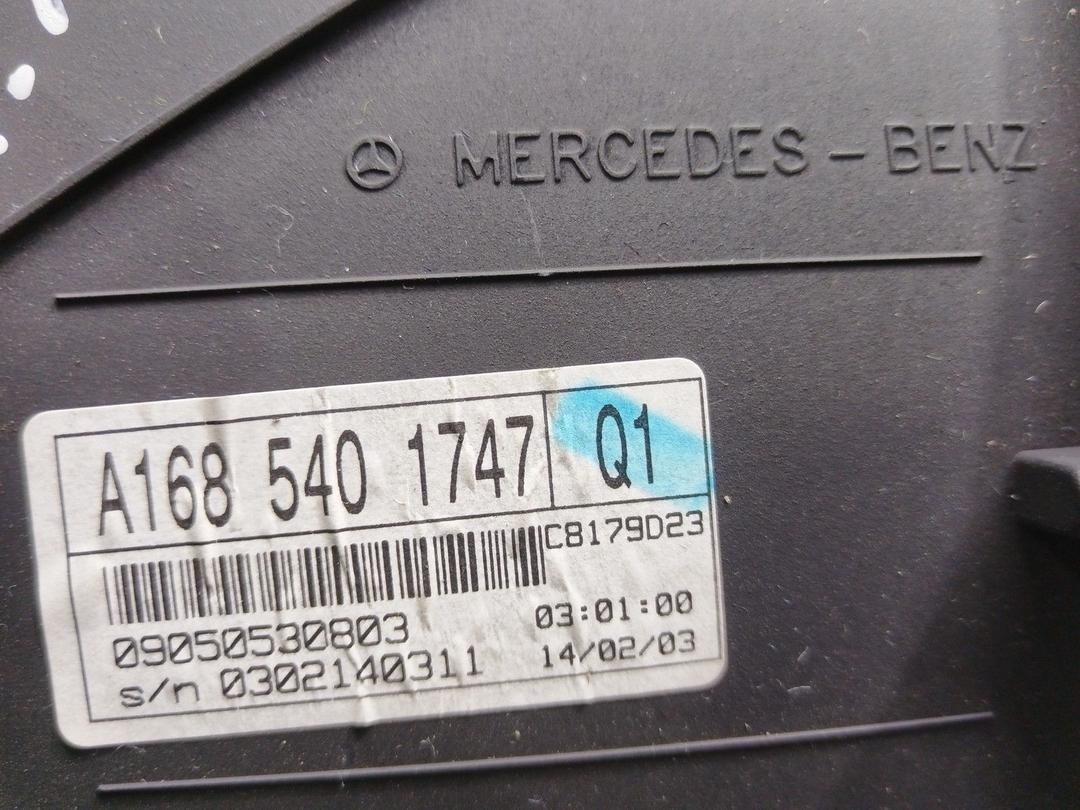 MERCEDES-BENZ
A168 540 1747 Q1
C8179D23
09050530803 03:01:00
s/n 0302140311 14/02/03